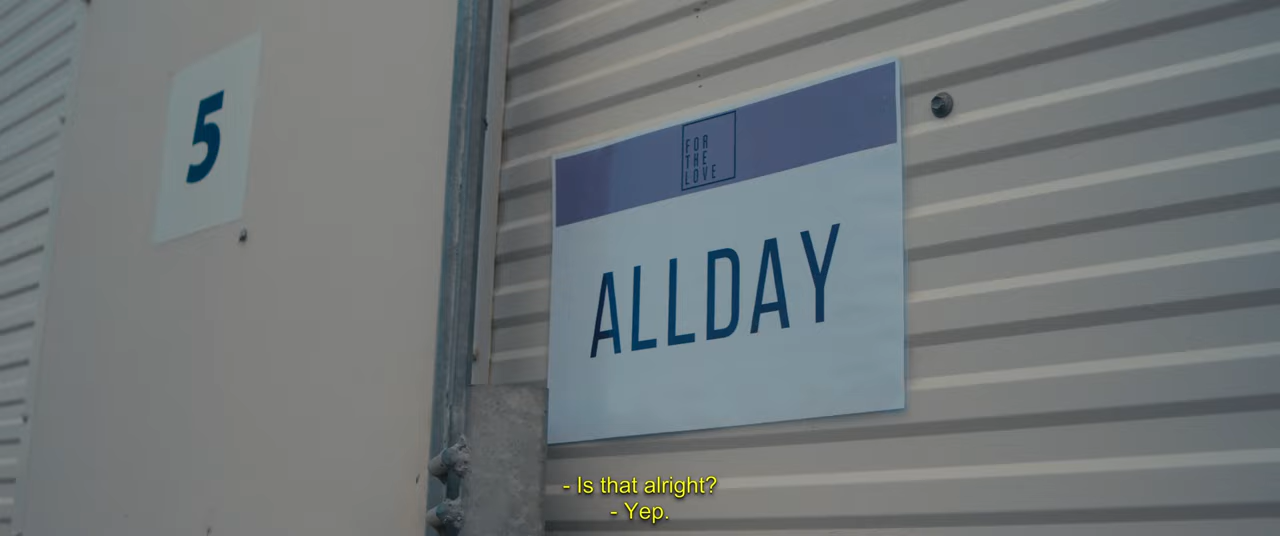 5
FOR
THE
LOVE
ALLDAY
- Is that alright?
- Yep.